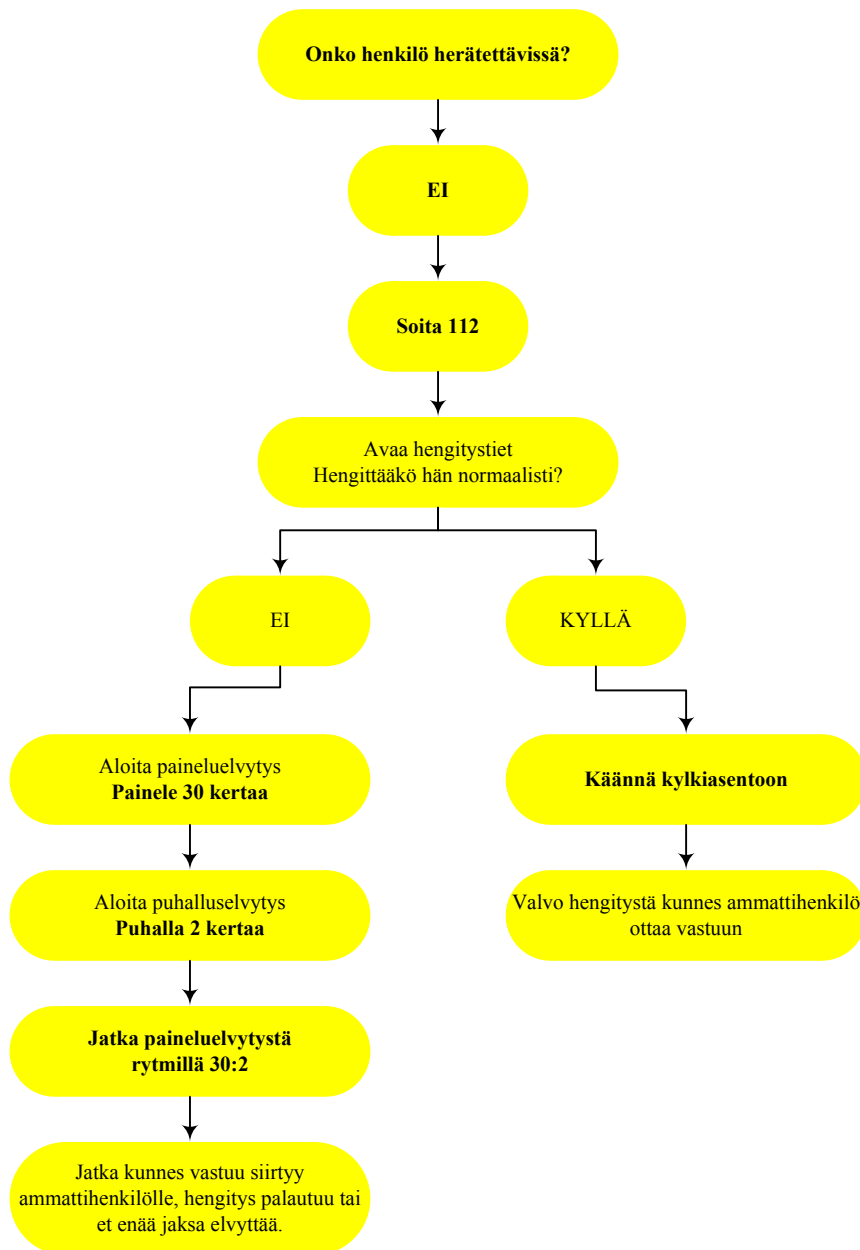 Onko henkilö herätettävissä?
EI
Soita 112
Avaa hengitystiet
Hengittääkö hän normaalisti?
EI
KYLLÄ
Aloita paineluelvytys
Painele 30 kertaa
Käännä kylkiasentoon
Aloita puhalluselvytys
Puhalla 2 kertaa
Valvo hengitystä kunnes ammattihenkilö
ottaa vastuun
Jatka paineluelvytystä
rytmillä 30:2
Jatka kunnes vastuu siirtyy
ammattihenkilölle, hengitys palautuu tai
et enää jaksa elvyttää.